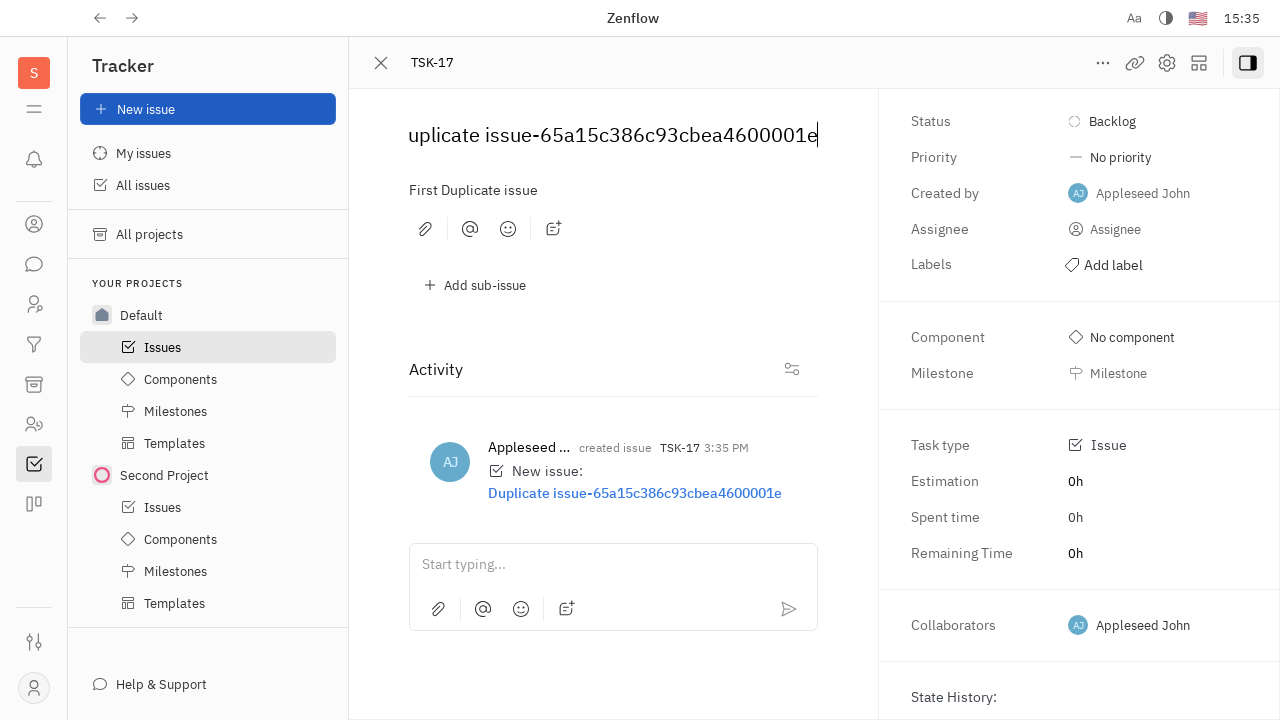 Zenflow
Aa
15:35
S
Tracker
New issue
My issues
All issues
All projects
YOUR PROJECTS
Default
Issues
Components
Milestones
Templates
Second Project
Issues
Components
Milestones
Templates
Help & Support
TSK-17
uplicate issue-65a15c386c93cbea4600001e
First Duplicate issue
Add sub-issue
Activity
AJ
Appleseed ... created issue TSK-17 3:35 PM
New issue:
Duplicate issue-65a15c386c93cbea4600001e
Start typing...
Status Backlog
Priority No priority
Created by AJ Appleseed John
Assignee Assignee
Labels Add label
Component No component
Milestone Milestone
Task type Issue
Estimation 0h
Spent time 0h
Remaining Time 0h
Collaborators AJ Appleseed John
State History: